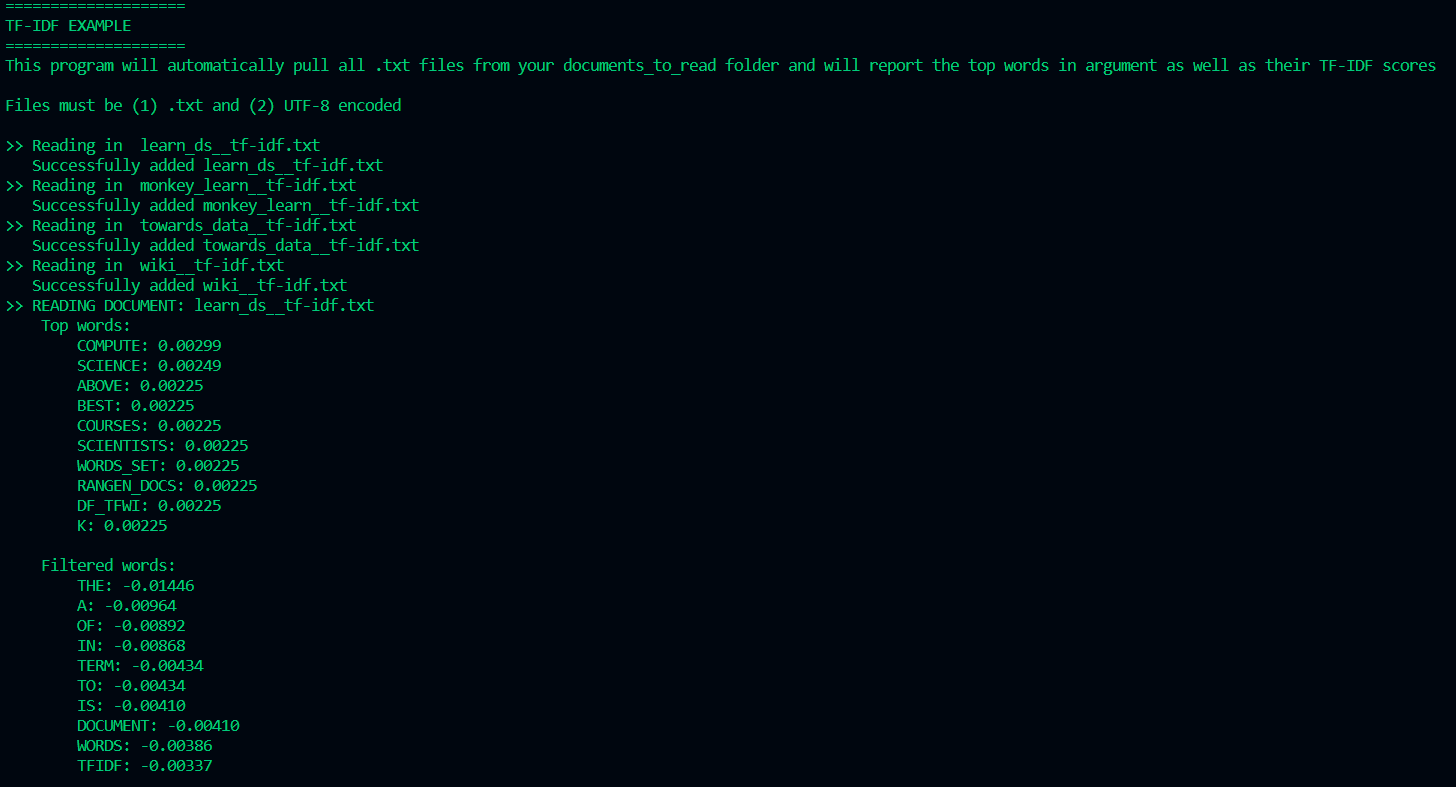 ====================
TF-IDF EXAMPLE
====================
This program will automatically pull all .txt files from your documents_to_read folder and will report the top words in argument as well as their TF-IDF scores
Files must be (1) .txt and (2) UTF-8 encoded
>> Reading in  learn_ds__tf-idf.txt
Successfully added learn_ds__tf-idf.txt
>> Reading in  monkey_learn__tf-idf.txt
Successfully added monkey_learn__tf-idf.txt
>> Reading in  towards_data__tf-idf.txt
Successfully added towards_data__tf-idf.txt
>> Reading in  wiki__tf-idf.txt
Successfully added wiki__tf-idf.txt
>> READING DOCUMENT: learn_ds__tf-idf.txt
Top words:
COMPUTE: 0.00299
SCIENCE: 0.00249
ABOVE: 0.00225
BEST: 0.00225
COURSES: 0.00225
SCIENTISTS: 0.00225
WORDS_SET: 0.00225
RANGEN_DOCS: 0.00225
DF_TFWI: 0.00225
K: 0.00225
Filtered words:
THE: -0.01446
A: -0.00964
OF: -0.00892
IN: -0.00868
TERM: -0.00434
TO: -0.00434
IS: -0.00410
DOCUMENT: -0.00410
WORDS: -0.00386
TFIDF: -0.00337